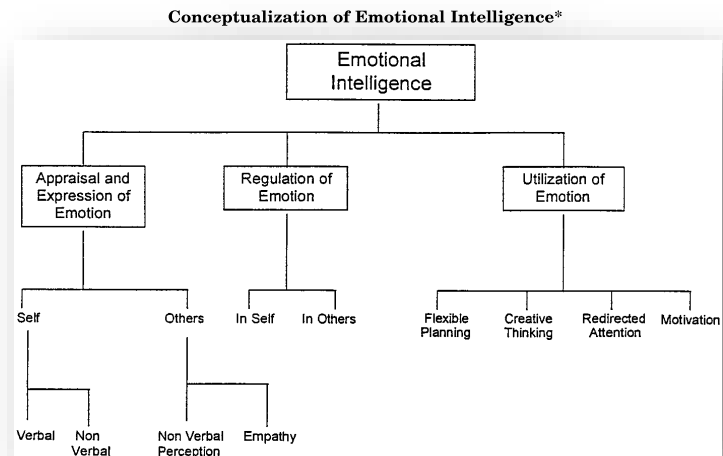 Conceptualization of Emotional Intelligence*
Emotional
Intelligence
Appraisal and
Expression of
Emotion
Regulation of
Emotion
Utilization of
Emotion
Self
Others
In Self
In Others
Flexible
Planning
Creative
Thinking
Redirected
Attention
Motivation
Verbal
Non
Verbal
Non Verbal
Perception
Empathy